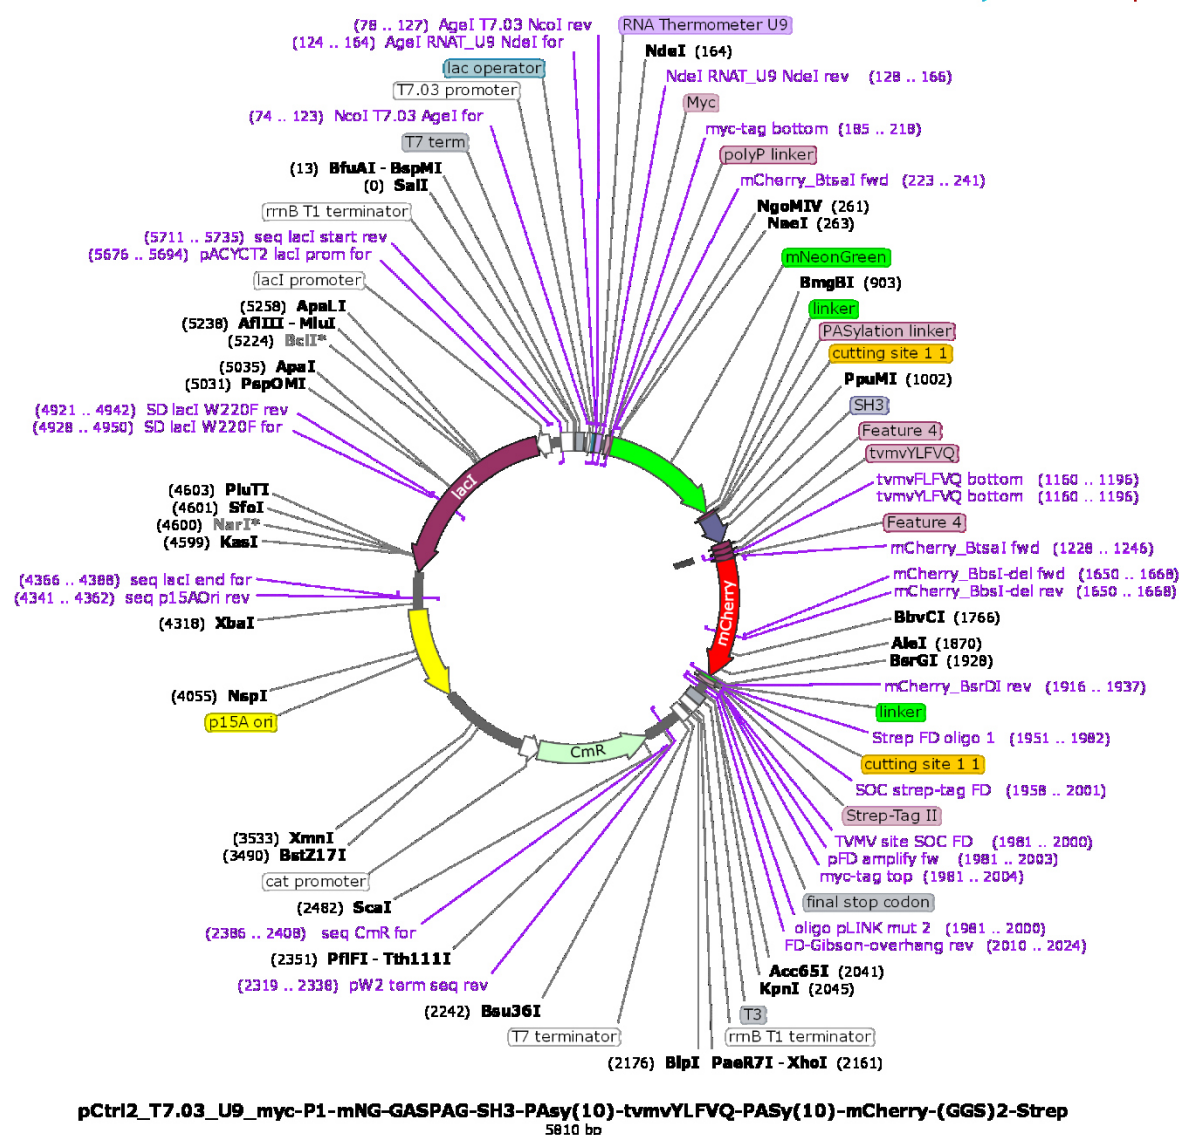 (78 .. 127) AgeI T7.03 NcoI rev
(124 .. 164) AgeI RNAT_U9 NdeI for
lac operator
T7.03 promoter
(74 .. 123) NcoI T7.03 AgeI for
T7 term
(13) BfuAI - BspMI
(0) SalI
rrnB T1 terminator
(5711 .. 5735) seq lacI start rev
(5676 .. 5694) pACYCT2 lacI prom for
lacI promoter
(5258) ApaLI
(5238) AflIII - MluI
(5224) BclI*
(5035) ApaI
(5031) PspOMI
(4921 .. 4942) SD lacI W220F rev
(4928 .. 4950) SD lacI W220F for
(4603) PluTI
(4601) SfoI
(4600) NarI*
(4599) KasI
(4366 .. 4388) seq lacI end for
(4341 .. 4362) seq p15AOri rev
(4318) XbaI
(4055) NspI
p15A ori
(3533) XmnI
(3490) BstZ17I
cat promoter
(2482) ScaI
(2386 .. 2408) seq CmR for
(2351) PflFI - Tth111I
(2319 .. 2338) pW2 term seq rev
(2242) Bsu36I
T7 terminator
(2176) BlpI
PaeR7I - XhoI (2161)
RNA Thermometer U9
NdeI (164)
NdeI RNAT_U9 NdeI rev (128 .. 166)
Myc
myc-tag bottom (185 .. 218)
polyP linker
mCherry_BtsaI fwd (223 .. 241)
NgoMIV (261)
NaeI (263)
mNeonGreen
BmgBI (903)
linker
PASylation linker
cutting site 1 1
PpuMI (1002)
SH3
Feature 4
tvmvYLFVQ
tvmvFLFVQ bottom (1160 .. 1196)
tvmvYLFVQ bottom (1160 .. 1196)
Feature 4
mCherry_BtsaI fwd (1228 .. 1246)
mCherry_BbsI-del fwd (1650 .. 1668)
mCherry_BbsI-del rev (1650 .. 1668)
BbvCI (1766)
AleI (1870)
BsrGI (1928)
mCherry_BsrDI rev (1916 .. 1937)
linker
Strep FD oligo 1 (1951 .. 1982)
cutting site 1 1
SOC strep-tag FD (1958 .. 2001)
Strep-Tag II
TVMV site SOC FD (1981 .. 2000)
pFD amplify fw (1981 .. 2003)
myc-tag top (1981 .. 2004)
final stop codon
oligo pLINK mut 2 (1981 .. 2000)
FD-Gibson-overhang rev (2010 .. 2024)
Acc65I (2041)
KpnI (2045)
T3
rrnB T1 terminator
lacI
mCherry
CmR
pCtrl2_T7.03_U9_myc-P1-mNG-GASPAG-SH3-PAsy(10)-tvmvYLFVQ-PASy(10)-mCherry-(GGS)2-Strep
5810 bp